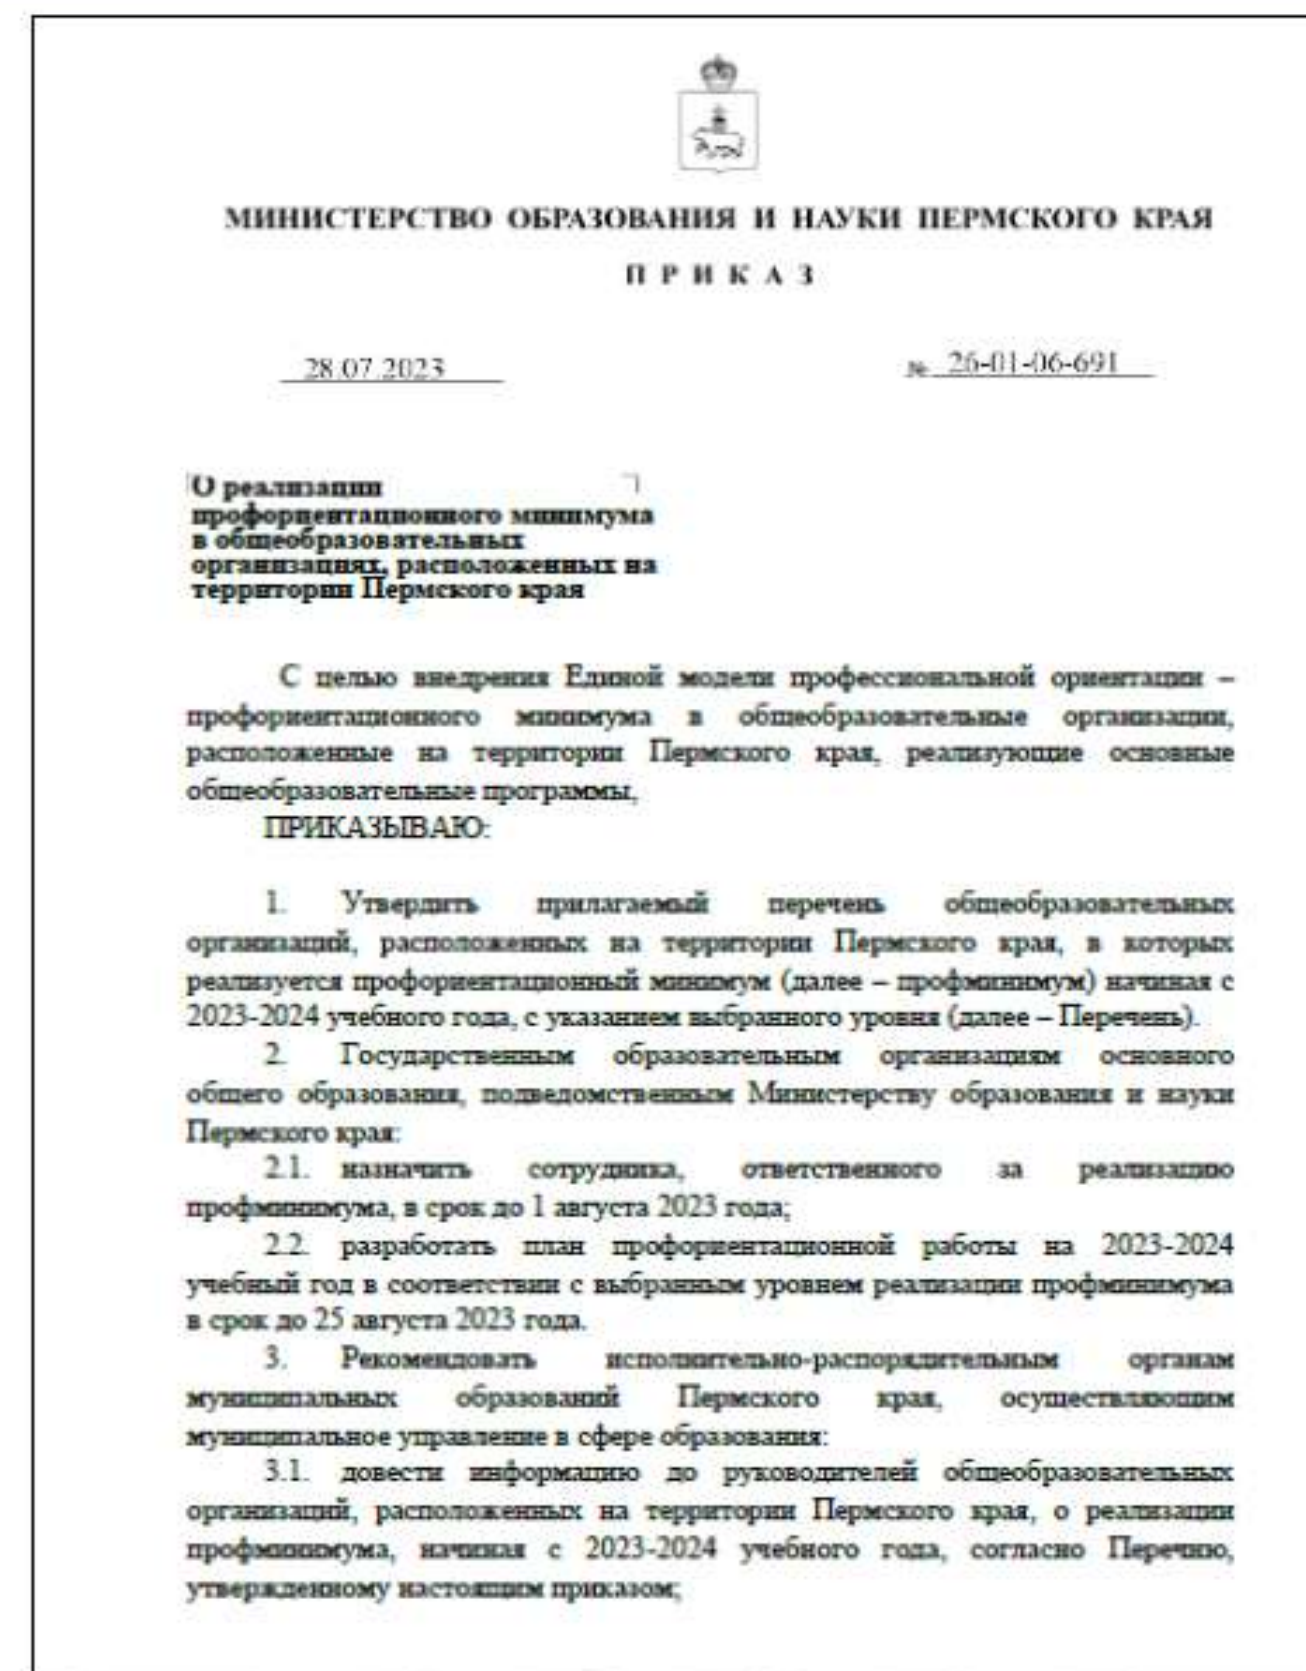 МИНИСТЕРСТВО ОБРАЗОВАНИЯ И НАУКИ ПЕРМСКОГО КРАЯ
П Р И К А З
28.07.2023
№ 26-01-06-691
О реализации
профориентационного минимума
в общеобразовательных
организациях, расположенных на
территории Пермского края
С целью внедрения Единой модели профессиональной ориентации –
профориентационного минимума в общеобразовательные организации,
расположенные на территории Пермского края, реализующие основные
общеобразовательные программы,
ПРИКАЗЫВАЮ:
1. Утвердить прилагаемый перечень общеобразовательных
организаций, расположенных на территории Пермского края, в которых
реализуется профориентационный минимум (далее – профминимум) начиная с
2023-2024 учебного года, с указанием выбранного уровня (далее – Перечень).
2. Государственным образовательным организациям основного
общего образования, подведомственным Министерству образования и науки
Пермского края:
2.1. назначить сотрудника, ответственного за реализацию
профминимума, в срок до 1 августа 2023 года;
2.2. разработать план профориентационной работы на 2023-2024
учебный год в соответствии с выбранным уровнем реализации профминимума
в срок до 25 августа 2023 года.
3. Рекомендовать исполнительно-распорядительным органам
муниципальных образований Пермского края, осуществляющим
муниципальное управление в сфере образования:
3.1. довести информацию до руководителей общеобразовательных
организаций, расположенных на территории Пермского края, о реализации
профминимума, начиная с 2023-2024 учебного года, согласно Перечню,
утвержденному настоящим приказом;